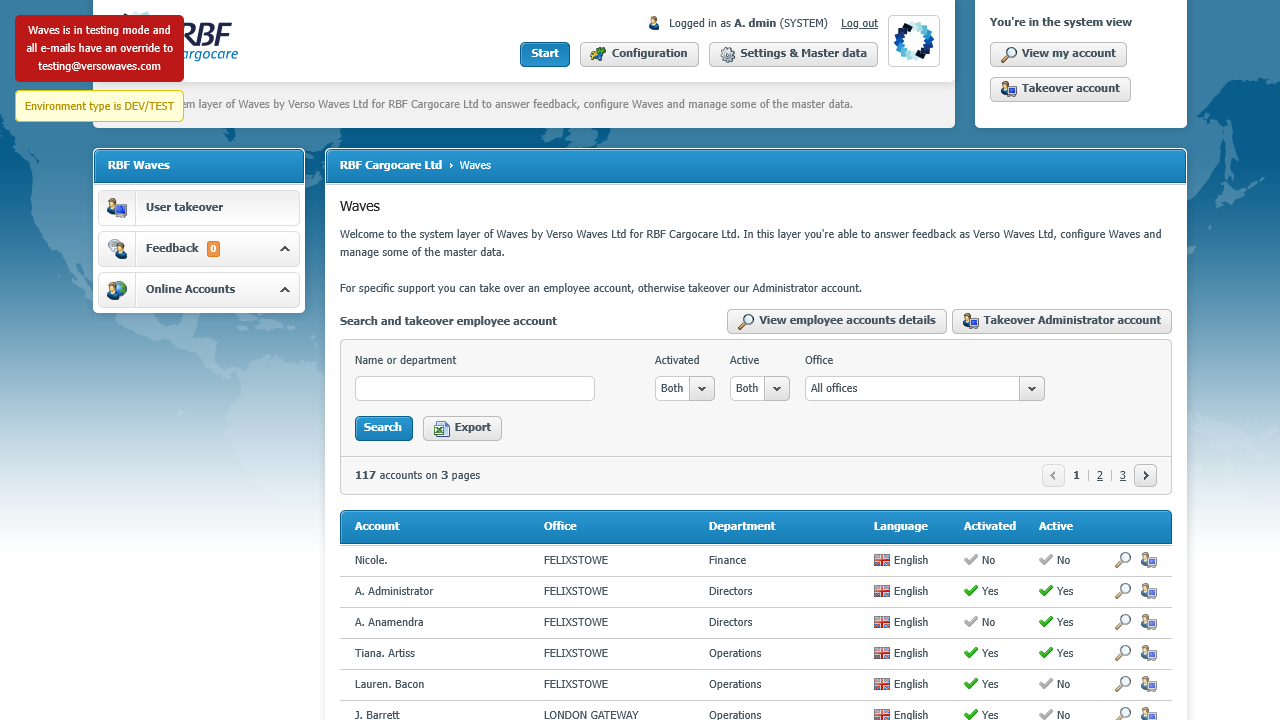 Waves is in testing mode and
all e-mails have an override to
testing@versowaves.com
Environment type is DEV/TEST
RBF
cargocare
Logged in as A. dmin (SYSTEM) Log out
Start
Configuration
Settings & Master data
layer of Waves by Verso Waves Ltd for RBF Cargocare Ltd to answer feedback, configure Waves and manage some of the master data.
You're in the system view
View my account
Takeover account
RBF Waves
User takeover
Feedback 0
Online Accounts
RBF Cargocare Ltd › Waves
Waves
Welcome to the system layer of Waves by Verso Waves Ltd for RBF Cargocare Ltd. In this layer you're able to answer feedback as Verso Waves Ltd, configure Waves and
manage some of the master data.
For specific support you can take over an employee account, otherwise takeover our Administrator account.
Search and takeover employee account
View employee accounts details
Takeover Administrator account
Name or department Activated Active Office
Both Both All offices
Search Export
117 accounts on 3 pages
1 | 2 | 3
Account Office Department Language Activated Active
Nicole. FELIXSTOWE Finance English No No
A. Administrator FELIXSTOWE Directors English Yes Yes
A. Anamendra FELIXSTOWE Directors English No Yes
Tiana. Artiss FELIXSTOWE Operations English Yes Yes
Lauren. Bacon FELIXSTOWE Operations English Yes No
J. Barrett LONDON GATEWAY Operations English Yes No